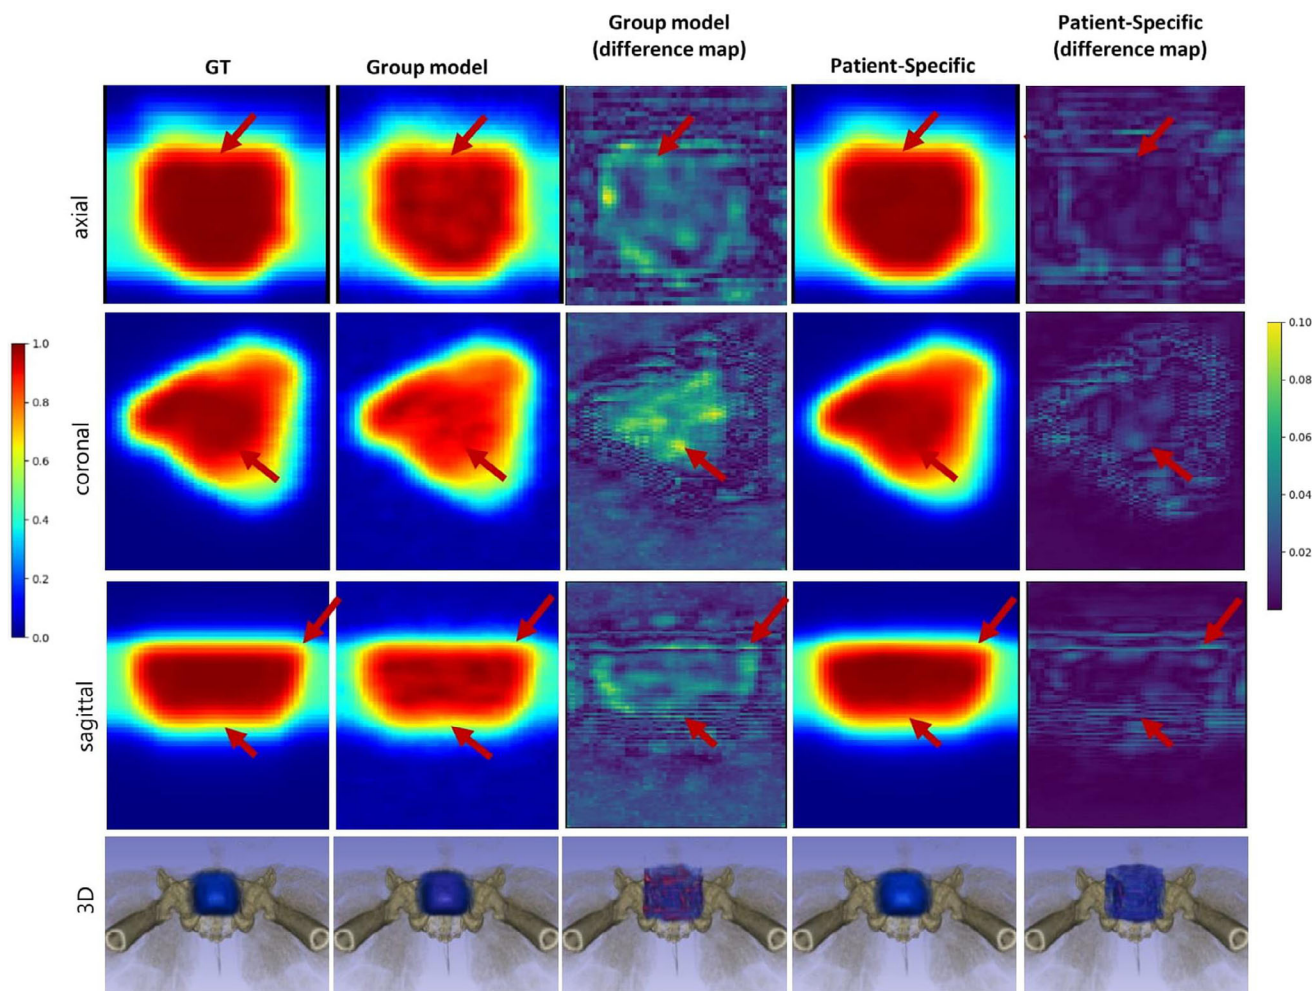 Group model
(difference map)
Patient-Specific
(difference map)
GT
Group model
Patient-Specific
axial
coronal
sagittal
3D
1.0
0.8
0.6
0.4
0.2
0.0
0.10
0.08
0.06
0.04
0.02